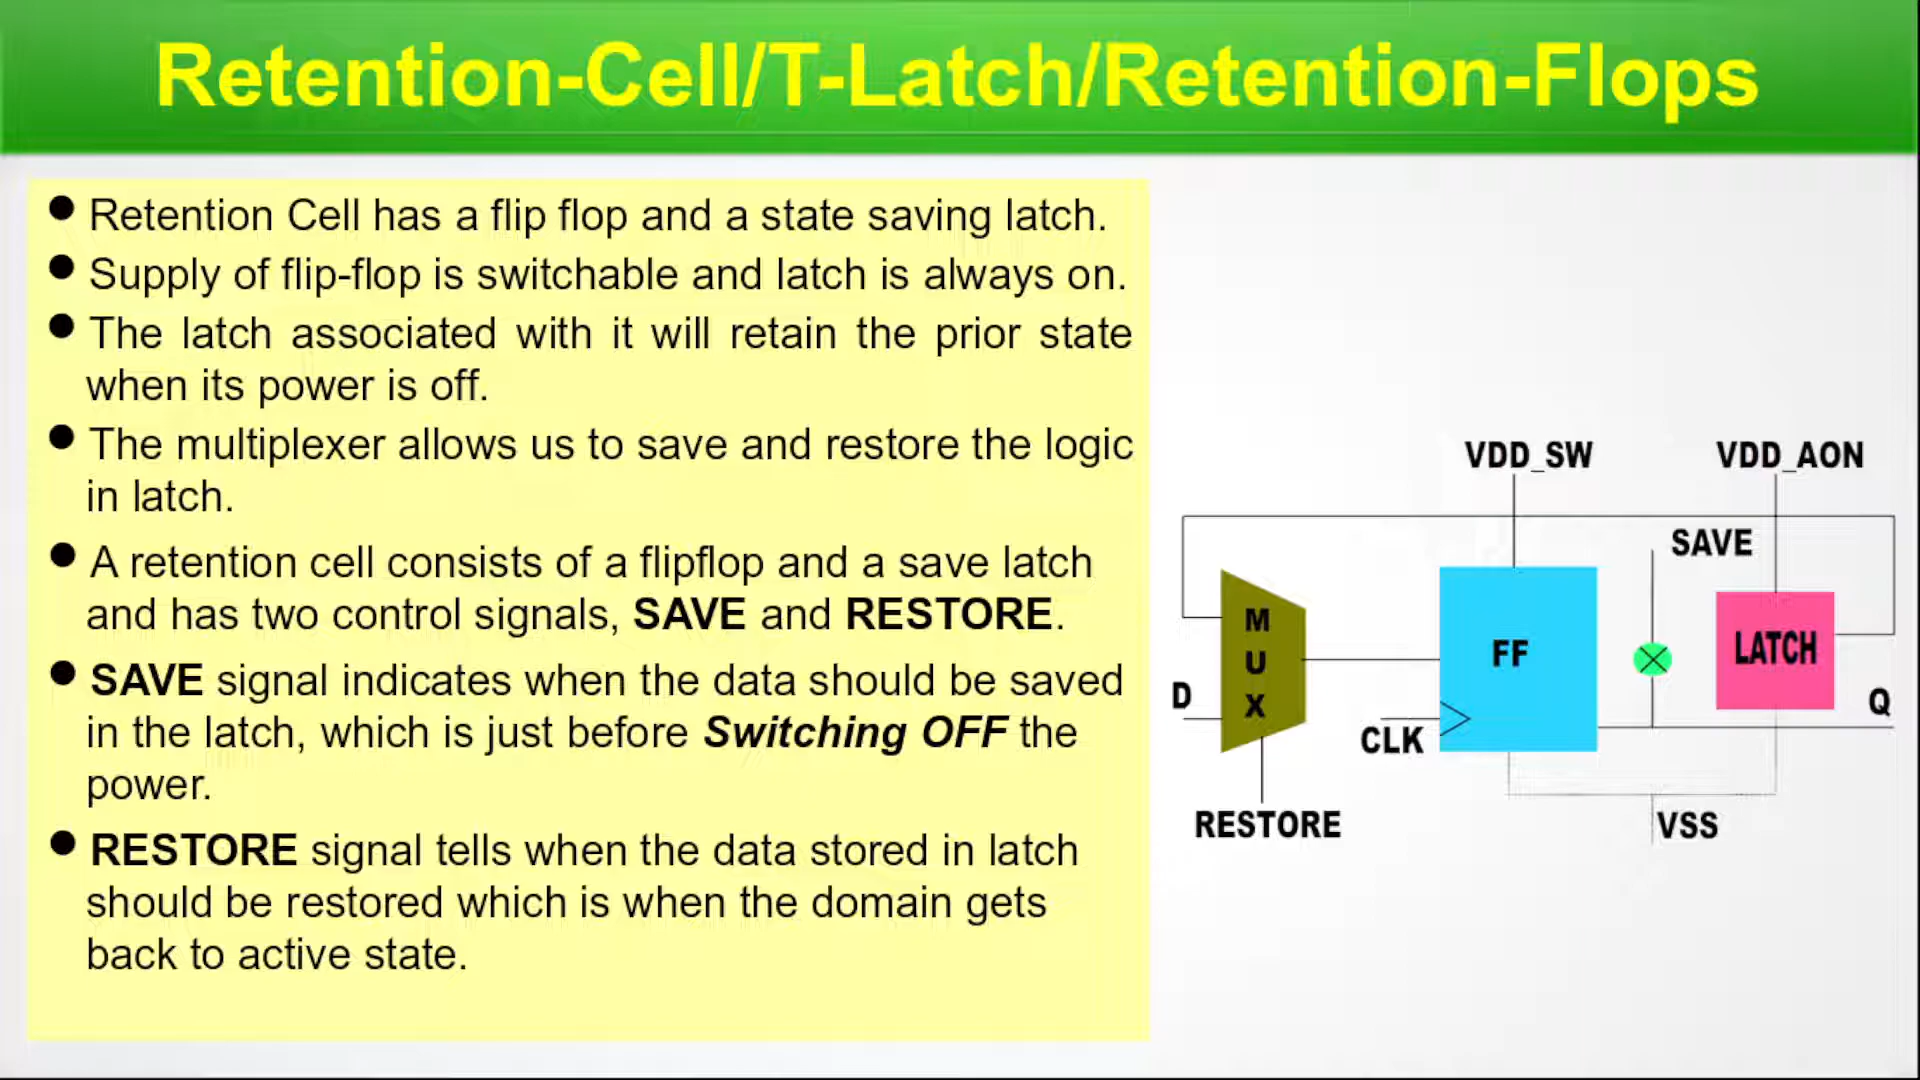 Retention-Cell/T-Latch/Retention-Flops
● Retention Cell has a flip flop and a state saving latch.
● Supply of flip-flop is switchable and latch is always on.
● The latch associated with it will retain the prior state
when its power is off.
● The multiplexer allows us to save and restore the logic
in latch.
● A retention cell consists of a flipflop and a save latch
and has two control signals, SAVE and RESTORE.
● SAVE signal indicates when the data should be saved
in the latch, which is just before Switching OFF the
power.
● RESTORE signal tells when the data stored in latch
should be restored which is when the domain gets
back to active state.
VDD_SW
VDD_AON
SAVE
MUX
FF
LATCH
D
Q
CLK
RESTORE
VSS